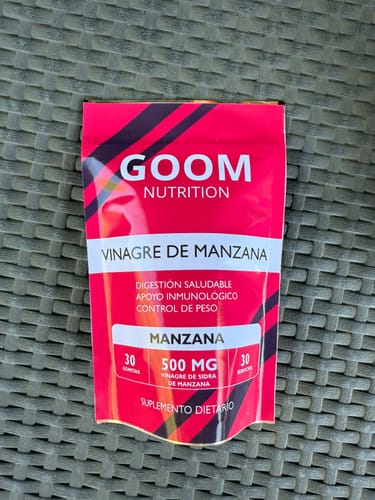 GOOM
NUTRITION
VINAGRE DE MANZANA
DIGESTIÓN SALUDABLE
APOYO INMUNOLÓGICO
CONTROL DE PESO
MANZANA
30
GOMITAS
500 MG
VINAGRE DE SIDRA
DE MANZANA
30
SERVICIOS
SUPLEMENTO DIETARIO